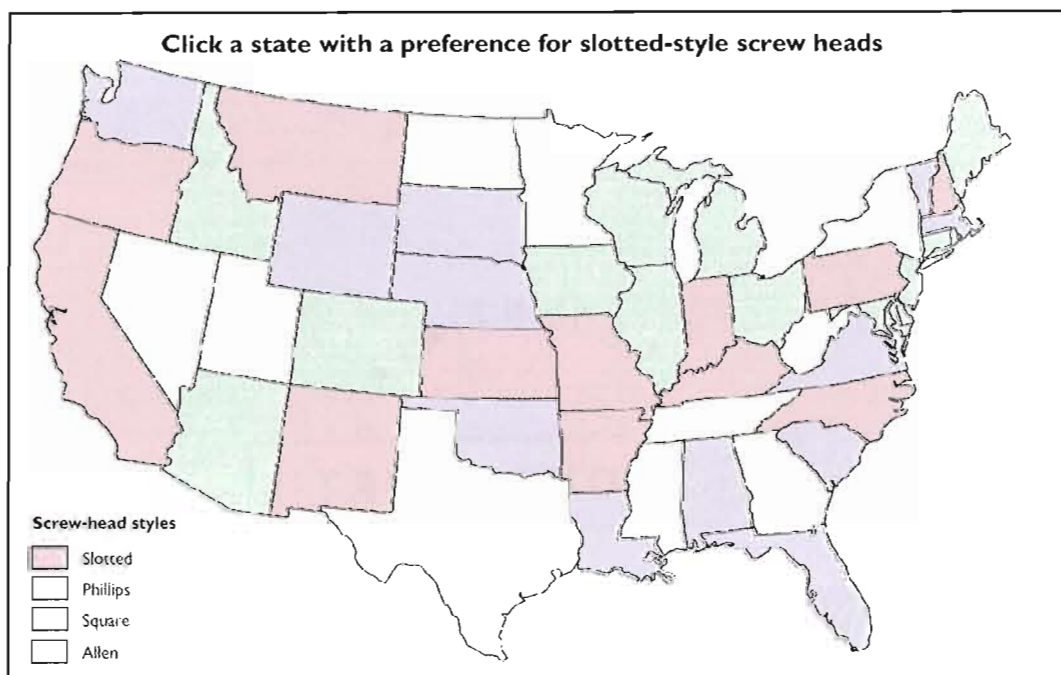 Click a state with a preference for slotted-style screw heads
Screw-head styles
Slotted
Phillips
Square
Allen